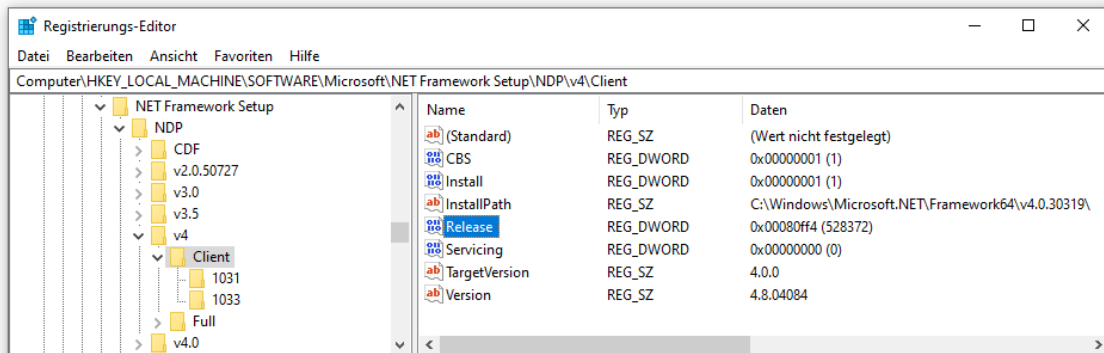 Registrierungs-Editor
Datei Bearbeiten Ansicht Favoriten Hilfe
Computer\HKEY_LOCAL_MACHINE\SOFTWARE\Microsoft\NET Framework Setup\NDP\v4\Client
NET Framework Setup
NDP
CDF
v2.0.50727
v3.0
v3.5
v4
Client
1031
1033
Full
v4.0
Name Typ Daten
(Standard) REG_SZ (Wert nicht festgelegt)
CBS REG_DWORD 0x00000001 (1)
Install REG_DWORD 0x00000001 (1)
InstallPath REG_SZ C:\Windows\Microsoft.NET\Framework64\v4.0.30319\
Release REG_DWORD 0x00080ff4 (528372)
Servicing REG_DWORD 0x00000000 (0)
TargetVersion REG_SZ 4.0.0
Version REG_SZ 4.8.04084